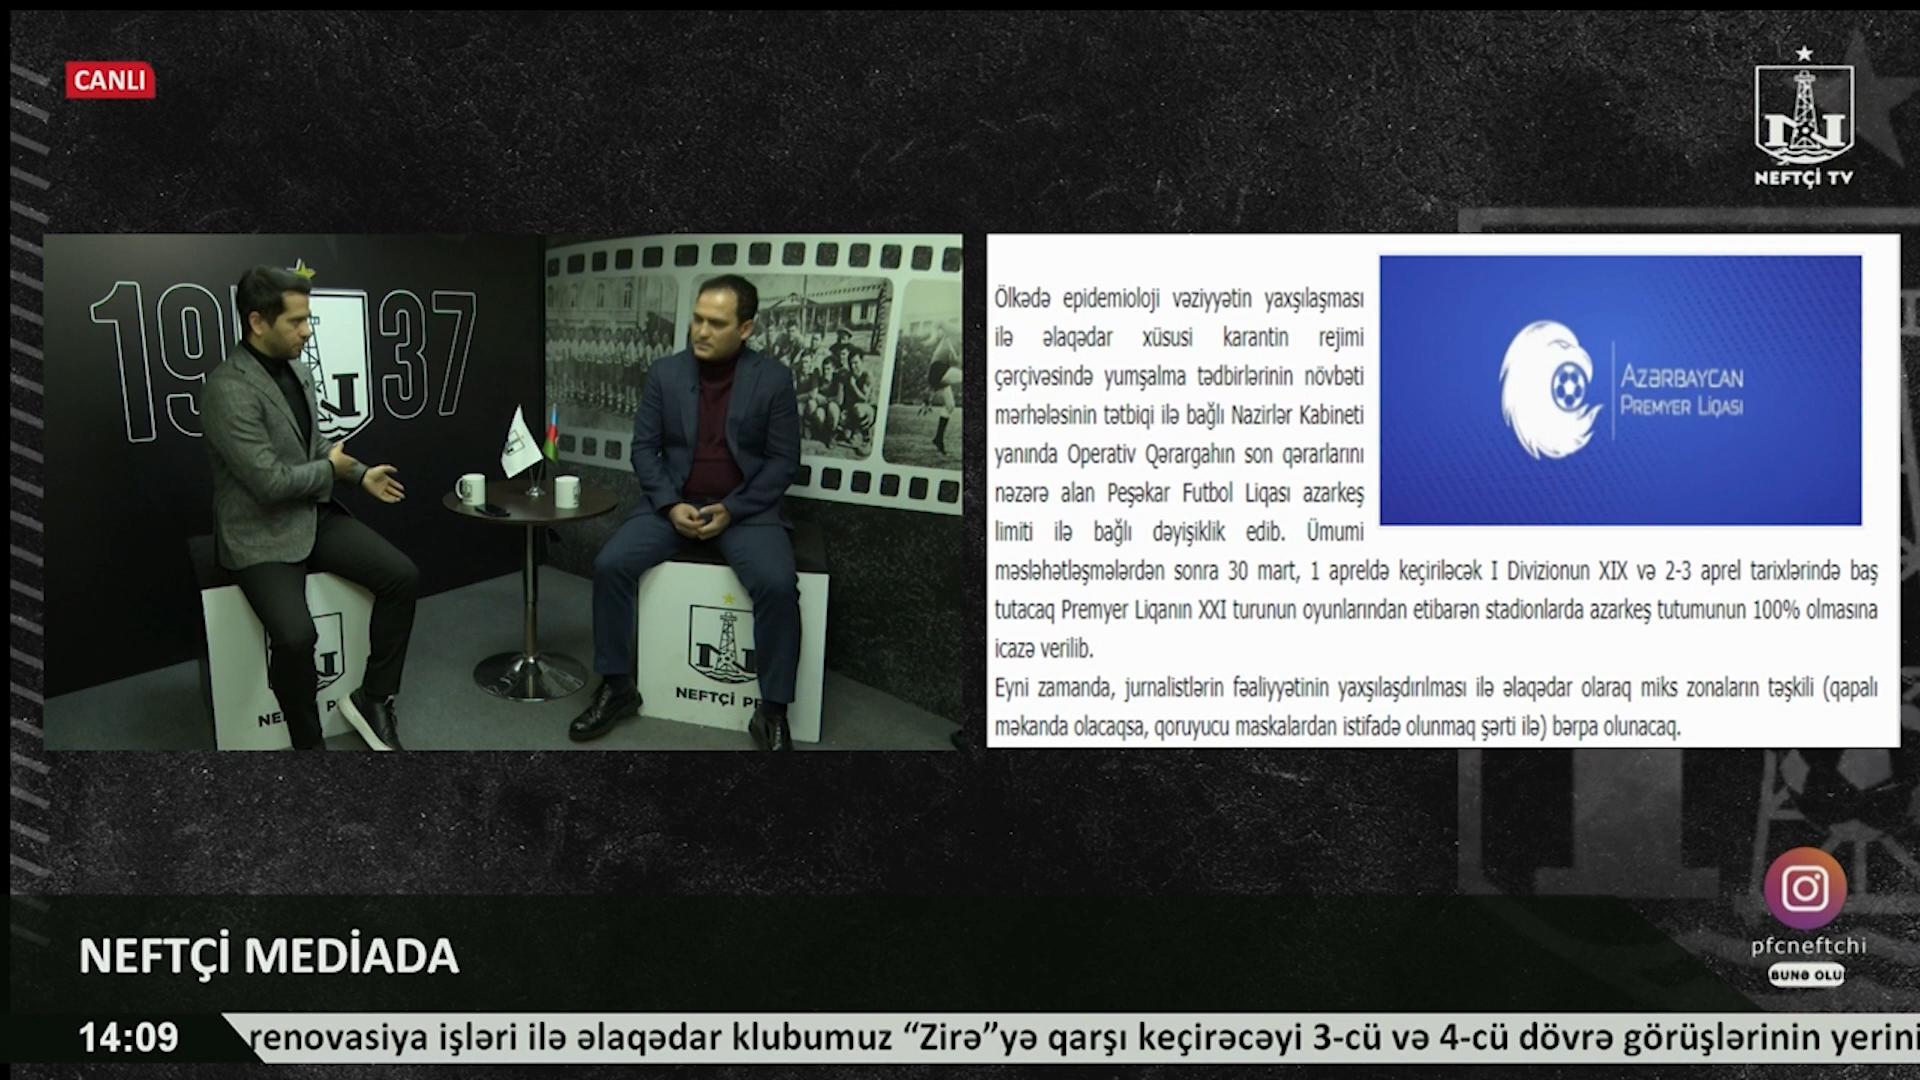 CANLI
NEFTÇİ TV
19
37
Ölkədə epidemioloji vəziyyətin yaxşılaşması
ilə əlaqədar xüsusi karantin rejimi
çərçivəsində yumşalma tədbirlərinin növbəti
mərhələsinin tətbiqi ilə bağlı Nazirlər Kabineti
yanında Operativ Qərargahın son qərarlarını
nəzərə alan Peşəkar Futbol Liqası azarkeş
limiti ilə bağlı dəyişiklik edib. Ümumi
məsləhətləşmələrdən sonra 30 mart, 1 apreldə keçiriləcək I Divizionun XIX və 2-3 aprel tarixlərində baş
tutacaq Premyer Liqanın XXI turunun oyunlarından etibarən stadionlarda azarkeş tutumunun 100% olmasına
icazə verilib.
Eyni zamanda, jurnalistlərin fəaliyyətinin yaxşılaşdırılması ilə əlaqədar olaraq miks zonaların təşkili (qapalı
məkanda olacaqsa, qoruyucu maskalardan istifadə olunmaq şərti ilə) bərpa olunacaq.
AZƏRBAYCAN
PREMYER LİQASI
NEFTÇİ PF
NEFTÇİ MEDİADA
pfcneftchi
BUNƏ OLU
14:09
renovasiya işləri ilə əlaqədar klubumuz “Zirə”yə qarşı keçirəcəyi 3-cü və 4-cü dövrə görüşlərinin yerini